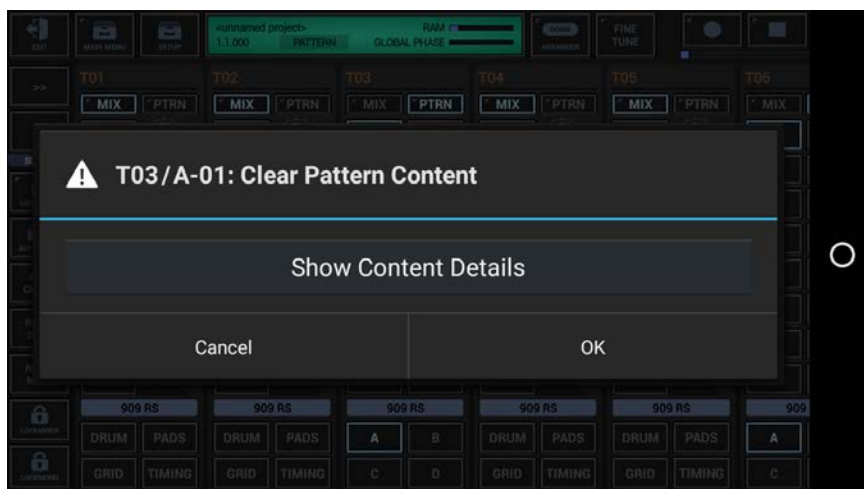 <unnamed project> RAM
1.1.000 PATTERN GLOBAL PHASE
EXIT MAIN MENU SETUP SONG ARRANGER FINE TUNE
>> T01 T02 T03 T04 T05 T06
MIX PTRN MIX PTRN MIX PTRN MIX PTRN MIX PTRN MIX
T03/A-01: Clear Pattern Content
Show Content Details
Cancel OK
909 RS 909 RS 909 RS 909 RS 909 RS 909
DRUM PADS DRUM PADS A B DRUM PADS DRUM PADS A
GRID TIMING GRID TIMING C D GRID TIMING GRID TIMING C